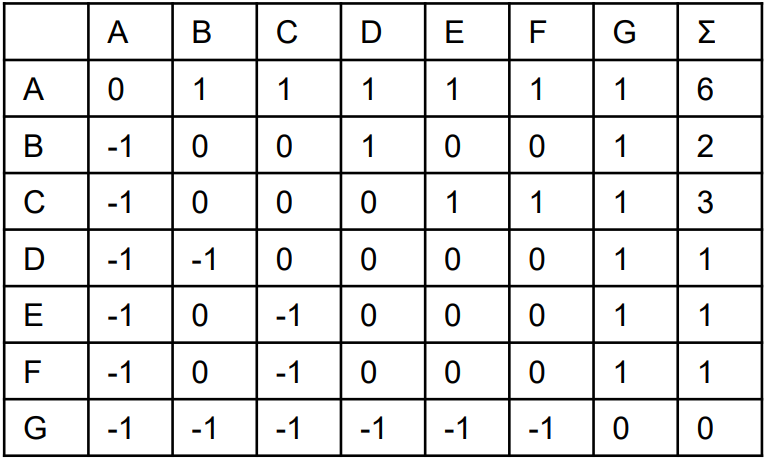 A B C D E F G Σ
A 0 1 1 1 1 1 1 6
B -1 0 0 1 0 0 1 2
C -1 0 0 0 1 1 1 3
D -1 -1 0 0 0 0 1 1
E -1 0 -1 0 0 0 1 1
F -1 0 -1 0 0 0 1 1
G -1 -1 -1 -1 -1 -1 0 0